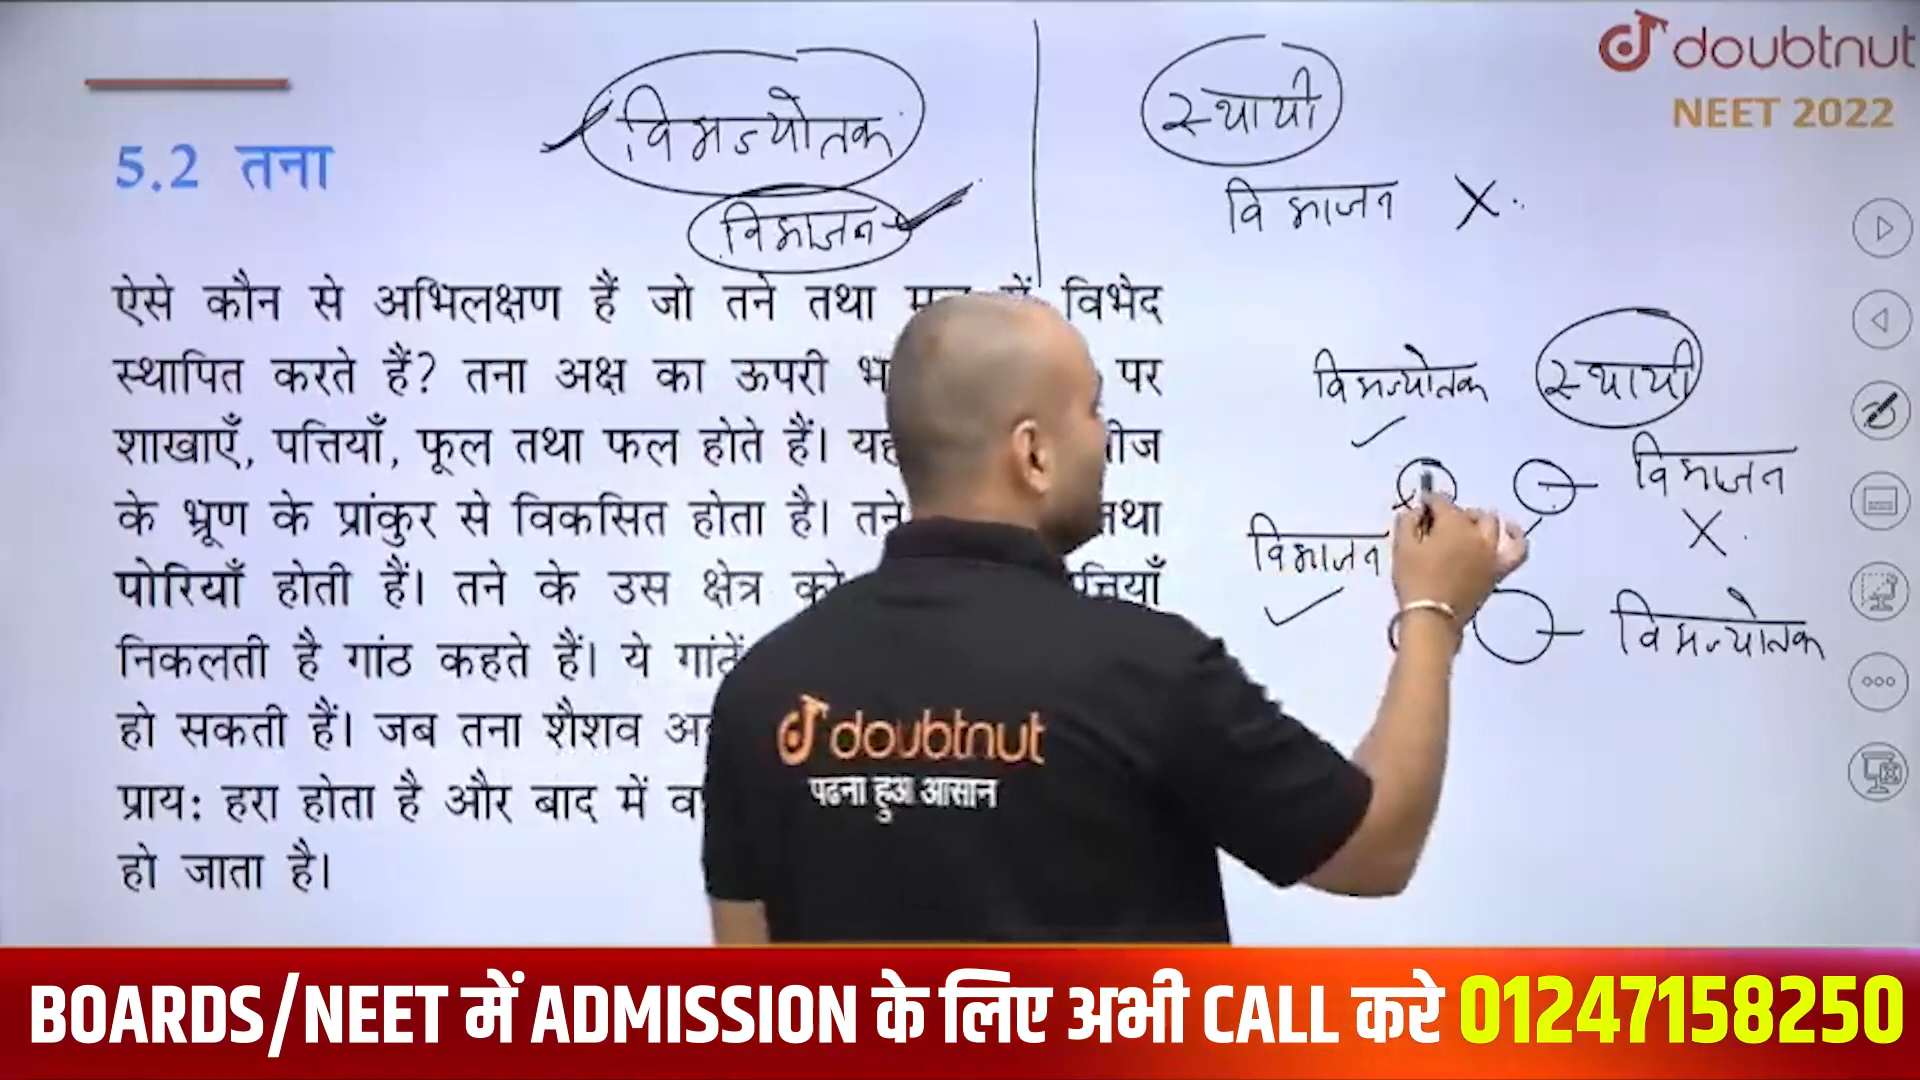 doubtnut
NEET 2022
5.2 तना
विभज्योतक
विभाजन
स्थायी
विभाजन X
ऐसे कौन से अभिलक्षण हैं जो तने तथा में विभेद
स्थापित करते हैं? तना अक्ष का ऊपरी पर
शाखाएँ, पत्तियाँ, फूल तथा फल होते हैं।
के भ्रूण के प्रांकुर से विकसित होता है।
पोरियाँ होती हैं। तने के उस क्षेत्र
निकलती है गांठ कहते हैं। ये
हो सकती हैं। जब तना शैशव
प्राय: हरा होता है और बाद में
हो जाता है।
विभज्योतक स्थायी
विभाजन
X
विभाजन
विभज्योतक
doubtnut
पढना हुआ आसान
BOARDS/NEET में ADMISSION के लिए अभी CALL करे 01247158250